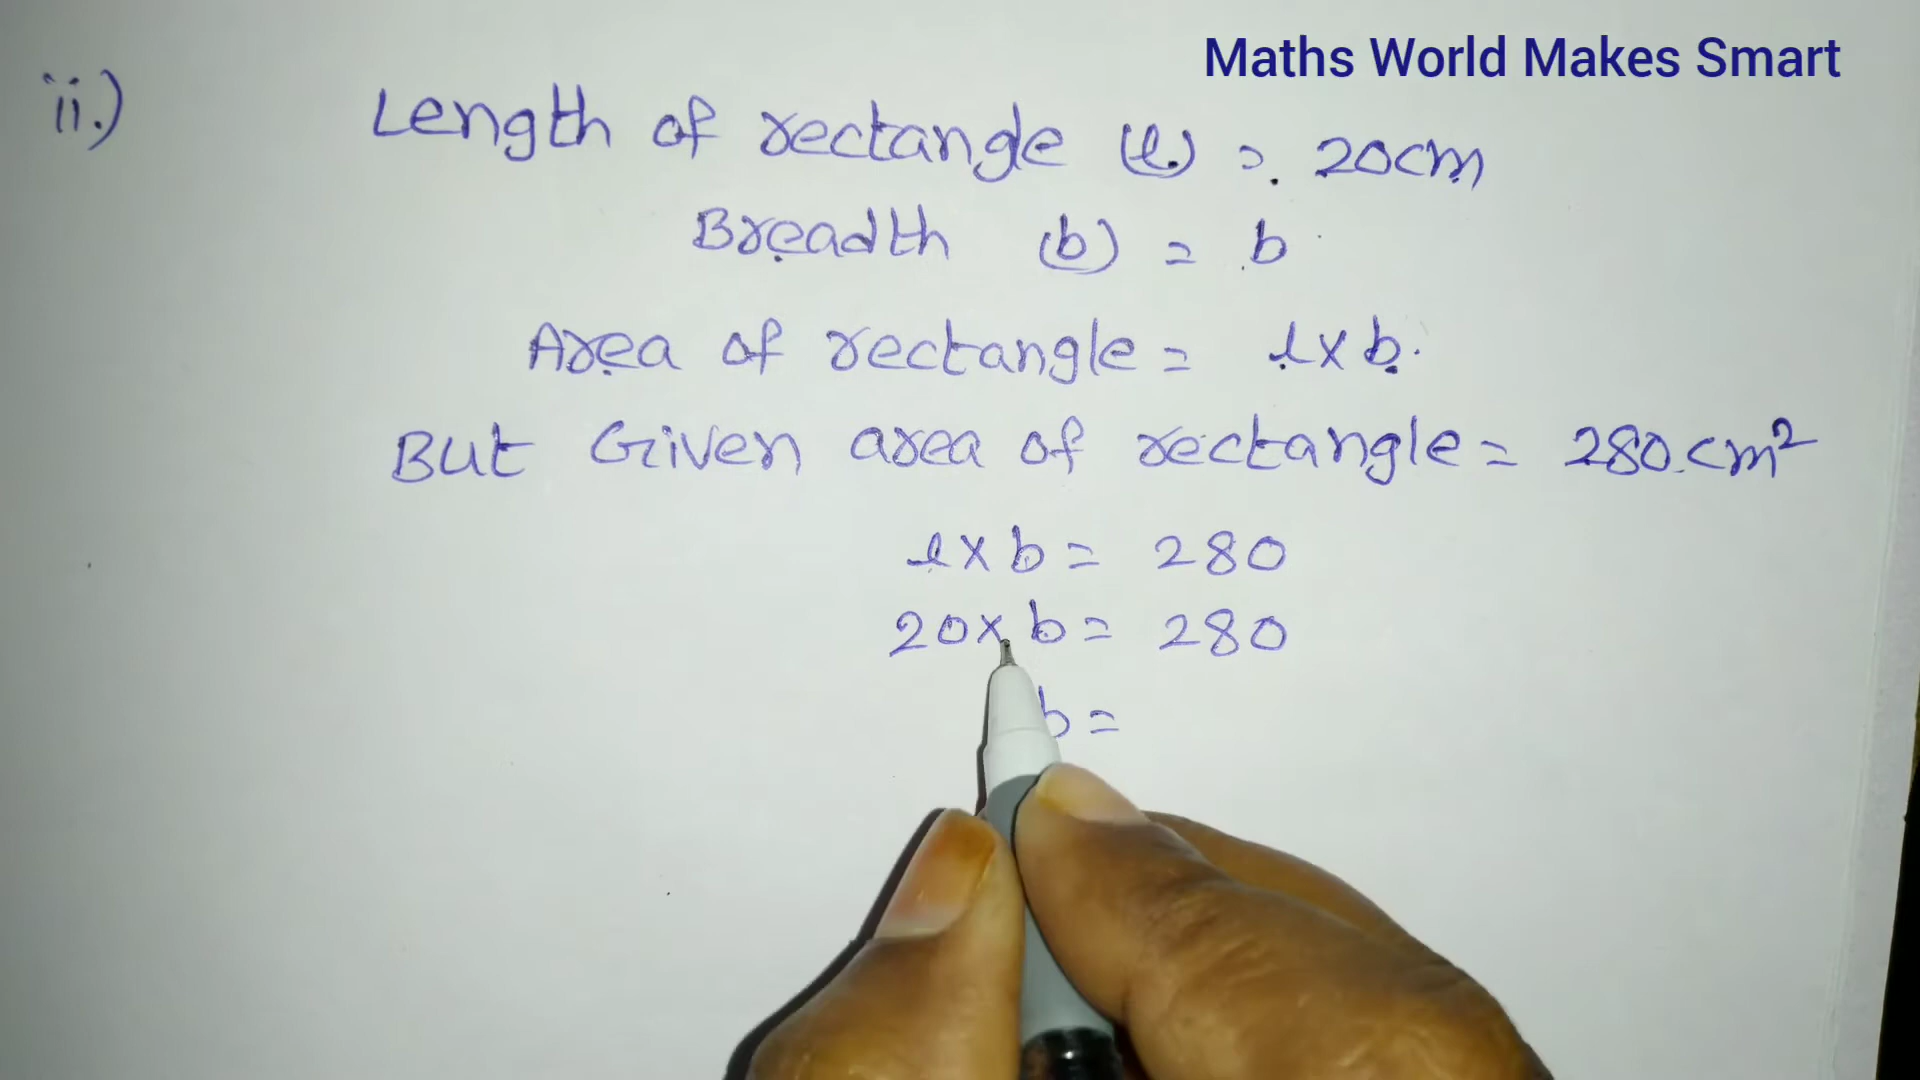 Maths World Makes Smart
ii.) Length of rectangle (l) = 20cm
Breadth (b) = b
Area of rectangle = l×b.
But Given area of rectangle = 280 cm²
l×b = 280
20×b = 280
b =